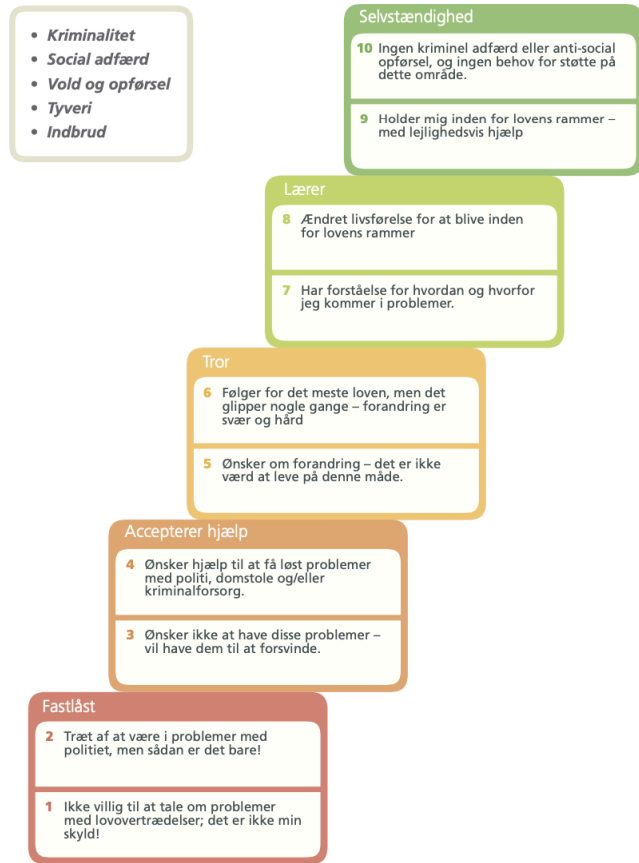 • Kriminalitet
• Social adfærd
• Vold og opførsel
• Tyveri
• Indbrud
Selvstændighed
10 Ingen kriminel adfærd eller anti-social
opførsel, og ingen behov for støtte på
dette område.
9 Holder mig inden for lovens rammer –
med lejlighedsvis hjælp
Lærer
8 Ændret livsførelse for at blive inden
for lovens rammer
7 Har forståelse for hvordan og hvorfor
jeg kommer i problemer.
Tror
6 Følger for det meste loven, men det
glipper nogle gange – forandring er
svær og hård
5 Ønsker om forandring – det er ikke
værd at leve på denne måde.
Accepterer hjælp
4 Ønsker hjælp til at få løst problemer
med politi, domstole og/eller
kriminalforsorg.
3 Ønsker ikke at have disse problemer –
vil have dem til at forsvinde.
Fastlåst
2 Træt af at være i problemer med
politiet, men sådan er det bare!
1 Ikke villig til at tale om problemer
med lovovertrædelser; det er ikke min
skyld!